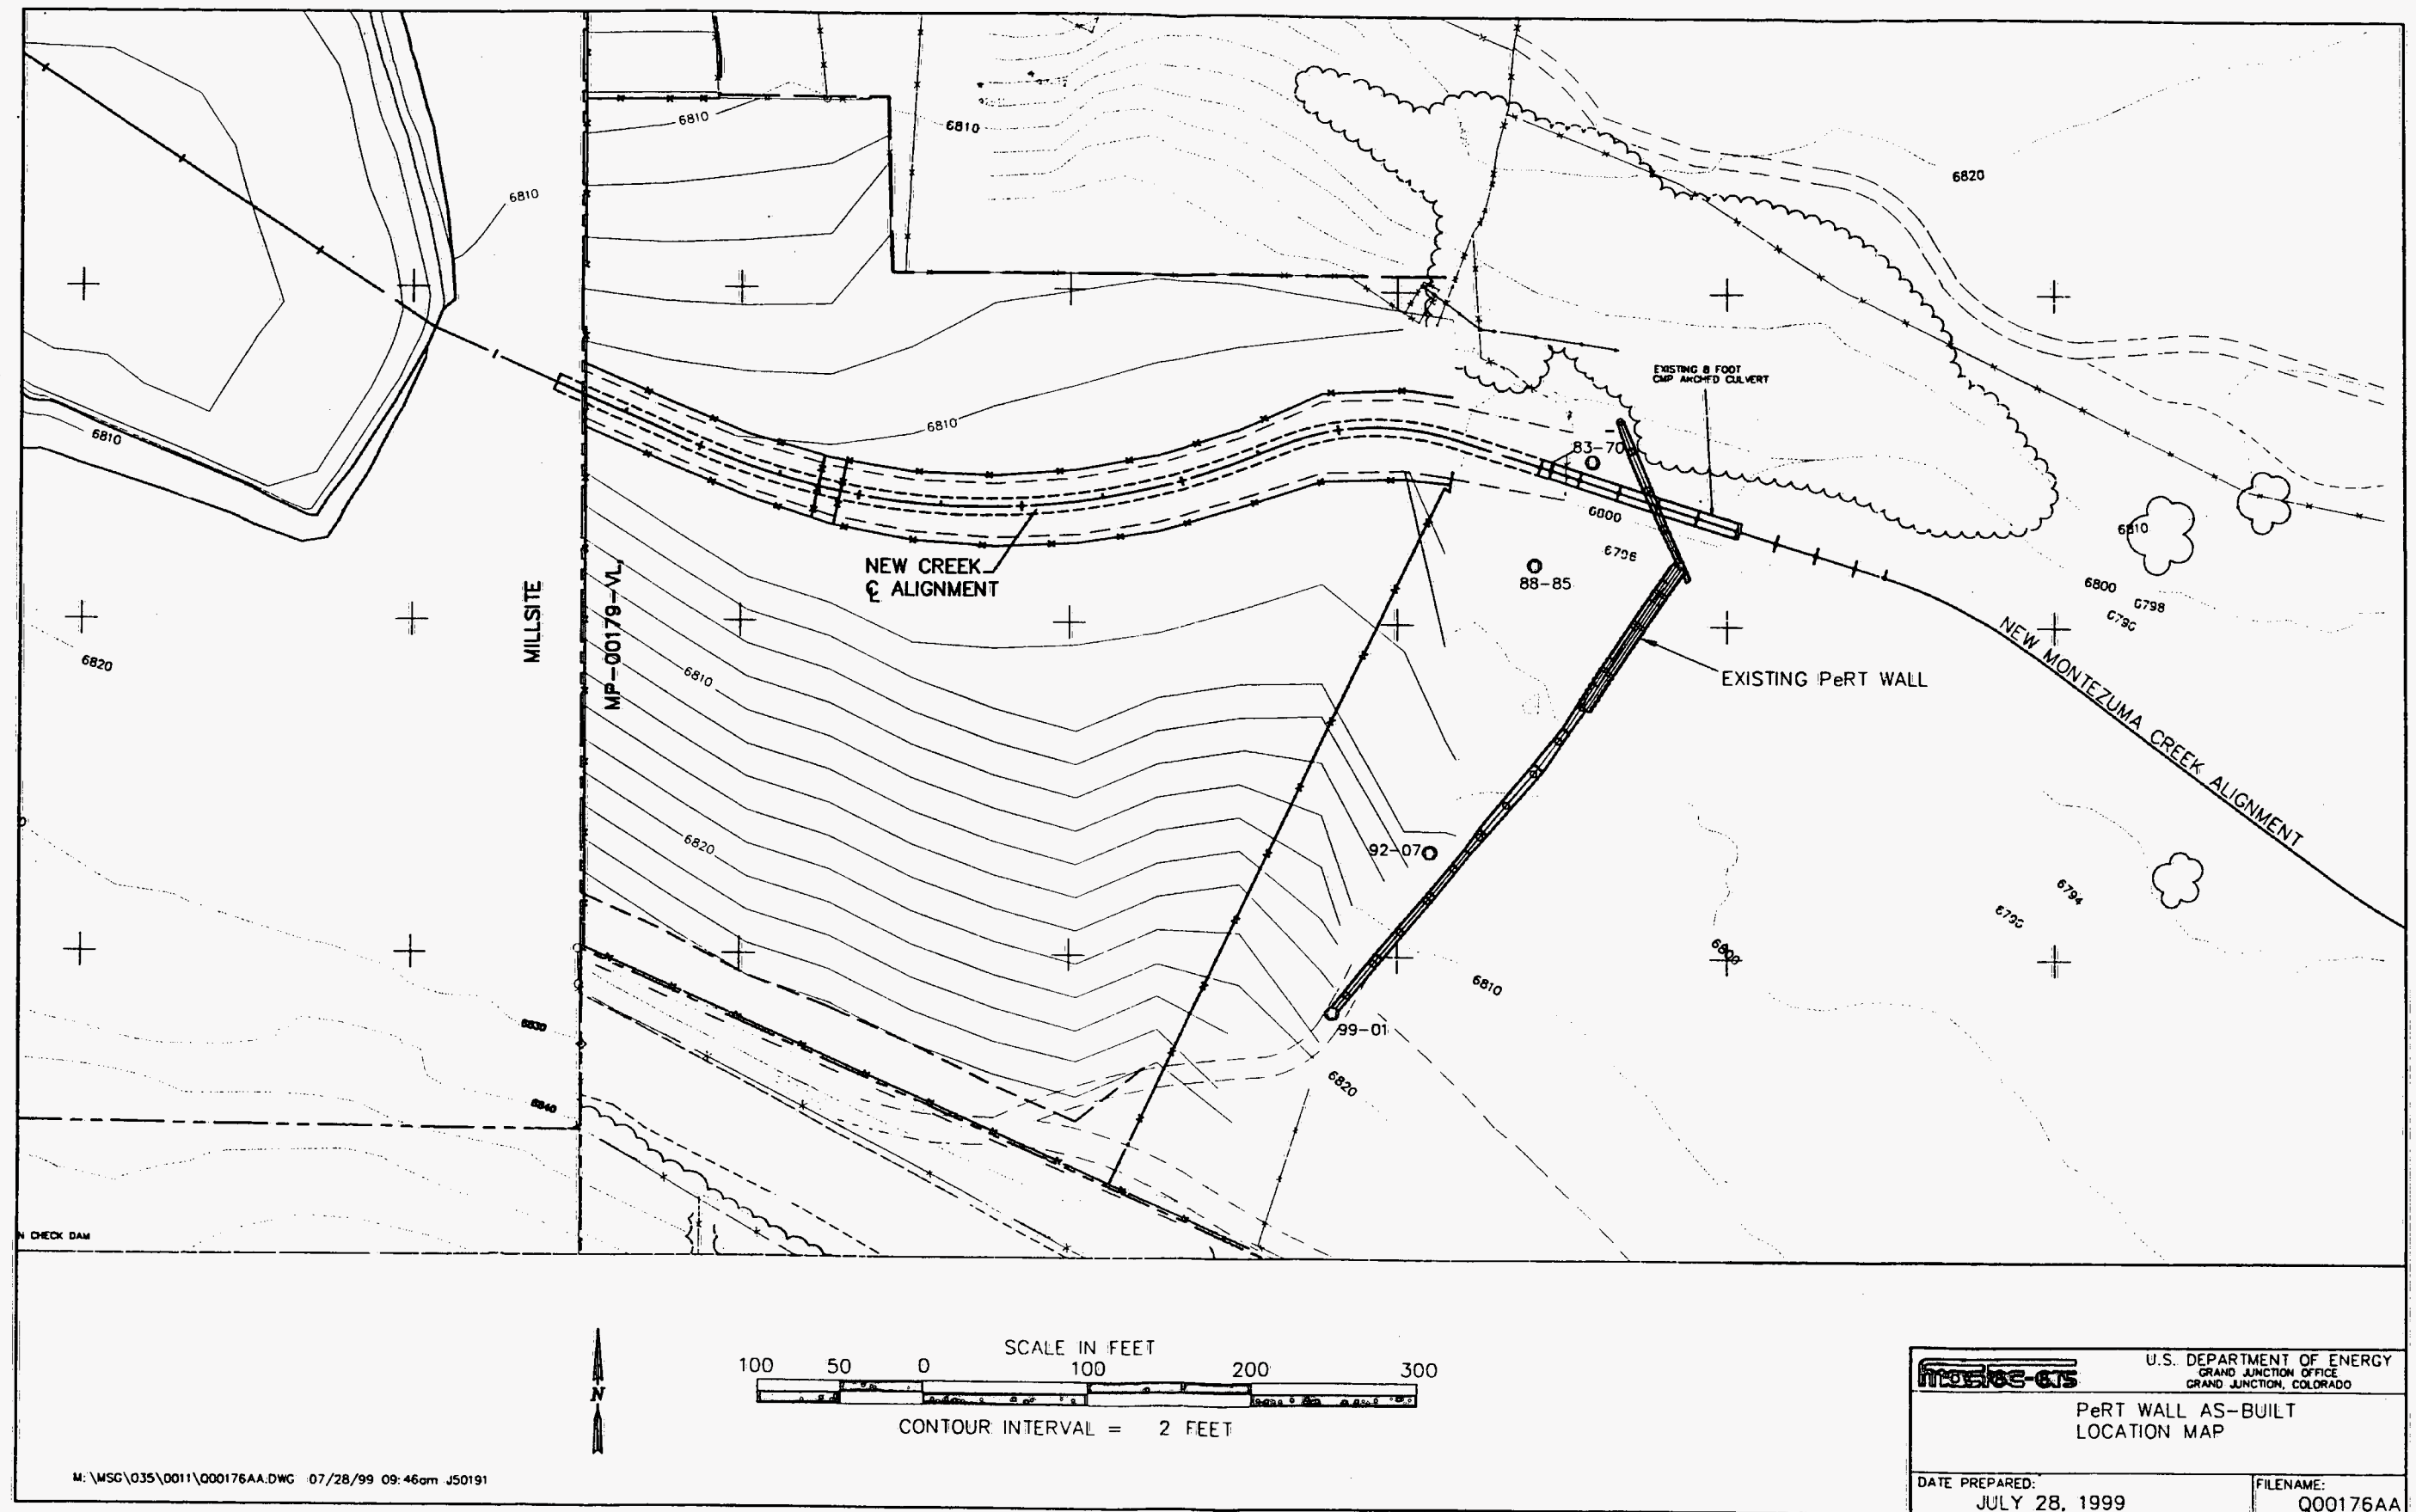 6810
6810
6820
6810
EXISTING 8 FOOT
CMP ARCHED CULVERT
6810
6810
83-70
6800
6810
6796
NEW CREEK
℄ ALIGNMENT
88-85
6800
6798
6796
MILLSITE
MP-00179-VL
NEW MONTEZUMA CREEK ALIGNMENT
6820
6810
EXISTING PeRT WALL
6820
92-07
6794
6800
6810
6830
99-01
6820
6840
N CHECK DAM
N
SCALE IN FEET
100 50 0 100 200 300
CONTOUR INTERVAL = 2 FEET
U.S. DEPARTMENT OF ENERGY
GRAND JUNCTION OFFICE
GRAND JUNCTION, COLORADO
PeRT WALL AS-BUILT
LOCATION MAP
DATE PREPARED:
JULY 28, 1999
FILENAME:
Q00176AA
M:\MSG\035\0011\Q00176AA.DWG 07/28/99 09:46am J50191